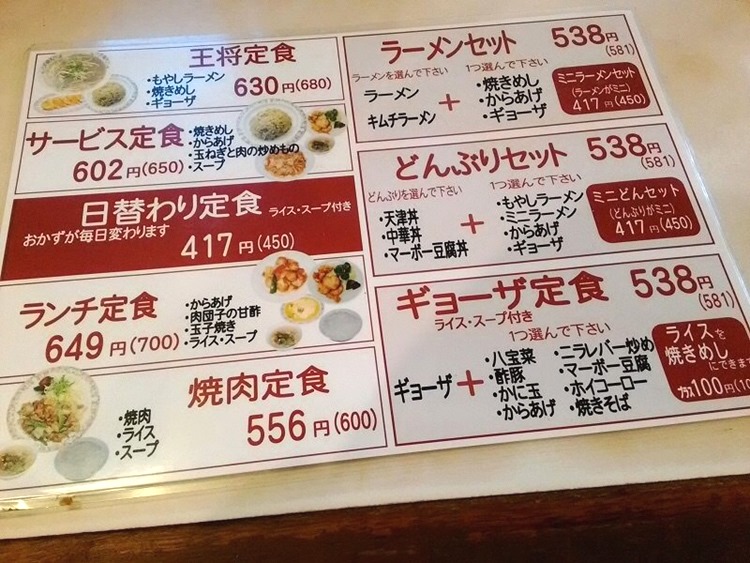 王将定食
・もやしラーメン
・焼きめし
・ギョーザ
630円(680)
サービス定食
602円(650)
・焼きめし
・からあげ
・玉ねぎと肉の炒めもの
・スープ
日替わり定食 ライス・スープ付き
おかずが毎日変わります
417円(450)
ランチ定食
649円(700)
・からあげ
・肉団子の甘酢
・玉子焼き
・ライス・スープ
焼肉定食
・焼肉
・ライス
・スープ
556円(600)
ラーメンセット 538円
(581)
ラーメンを選んで下さい
ラーメン
キムチラーメン
+
1つ選んで下さい
・焼きめし
・からあげ
・ギョーザ
ミニラーメンセット
(ラーメンがミニ)
417円(450)
どんぶりセット 538円
(581)
どんぶりを選んで下さい
・天津丼
・中華丼
・マーボー豆腐丼
+
1つ選んで下さい
・もやしラーメン
・ミニラーメン
・からあげ
・ギョーザ
ミニどんセット
(どんぶりがミニ)
417円(450)
ギョーザ定食 538円
(581)
ライス・スープ付き
1つ選んで下さい
ギョーザ
+
・八宝菜
・酢豚
・かに玉
・からあげ
・ニラレバー炒め
・マーボー豆腐
・ホイコーロー
・焼きそば
ライスを
焼きめし
にできま
プラス100円(1